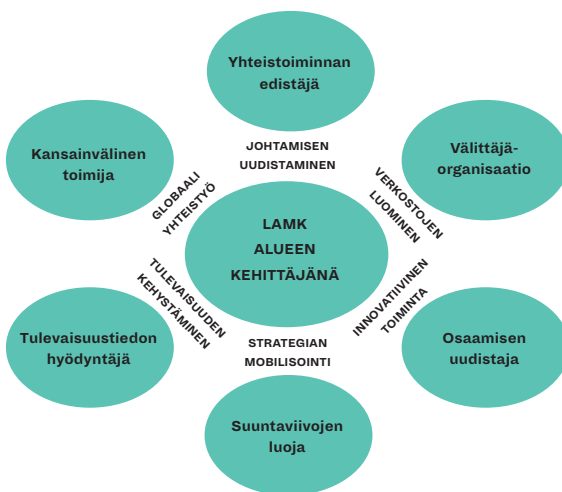 Yhteistoiminnan
edistäjä
Kansainvälinen
toimija
JOHTAMISEN
UUDISTAMINEN
Välittäjä-
organisaatio
GLOBAALI
YHTEISTYÖ
VERKOSTOJEN
LUOMINEN
LAMK
ALUEEN
KEHITTÄJÄNÄ
TULEVAISUUDEN
KEHYSTÄMINEN
INNOVATIIVINEN
TOIMINTA
Tulevaisuustiedon
hyödyntäjä
STRATEGIAN
MOBILISOINTI
Osaamisen
uudistaja
Suuntaviivojen
luoja